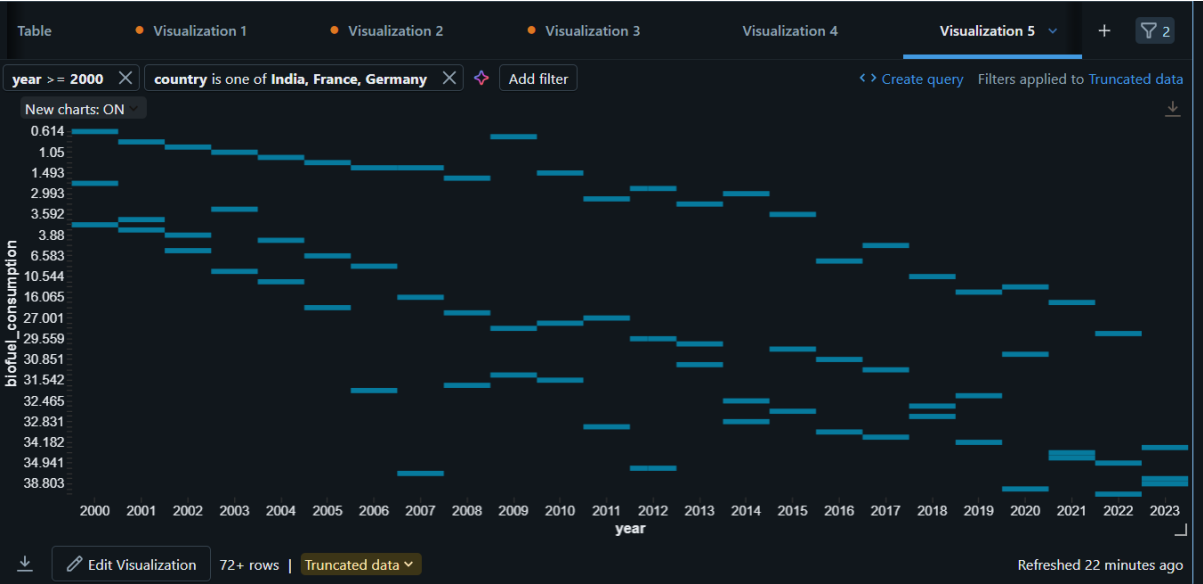 Table Visualization 1 Visualization 2 Visualization 3 Visualization 4 Visualization 5 + 2
year >= 2000 country is one of India, France, Germany Add filter Create query Filters applied to Truncated data
New charts: ON
0.614
1.05
1.493
2.993
3.592
3.88
6.583
10.544
16.065
27.001
29.559
30.851
31.542
32.465
32.831
34.182
34.941
38.803
biofuel_consumption
2000 2001 2002 2003 2004 2005 2006 2007 2008 2009 2010 2011 2012 2013 2014 2015 2016 2017 2018 2019 2020 2021 2022 2023
year
Edit Visualization 72+ rows | Truncated data Refreshed 22 minutes ago